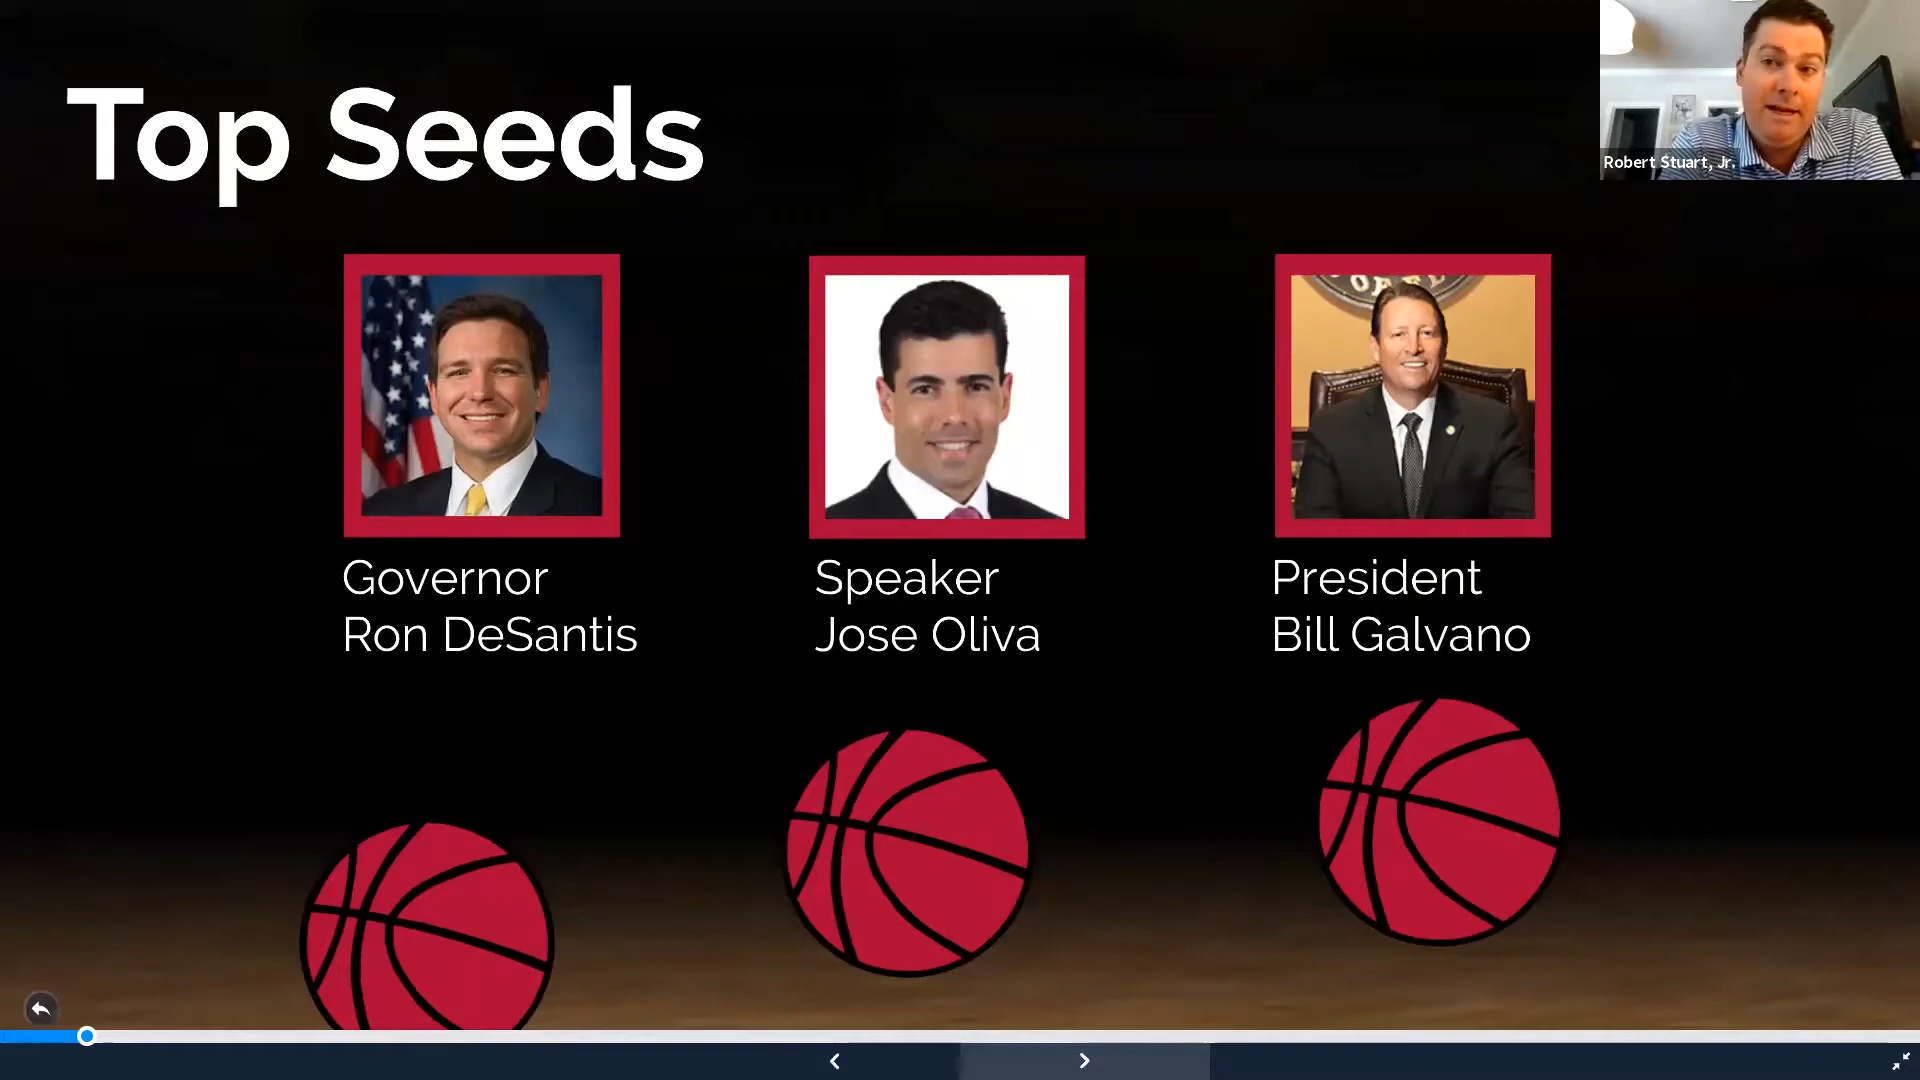 Top Seeds
Robert Stuart, Jr.
Governor
Ron DeSantis
Speaker
Jose Oliva
President
Bill Galvano